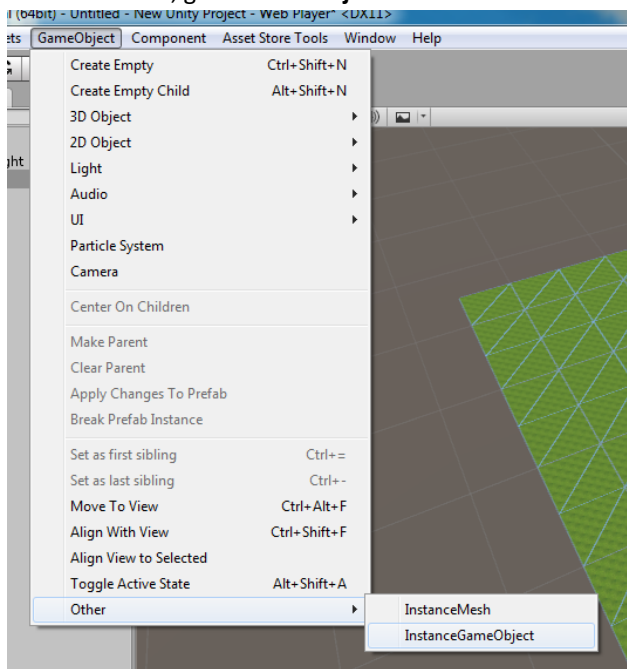 l (64bit) - Untitled - New Unity Project - Web Player* <DX11>
ets GameObject Component Asset Store Tools Window Help
Create Empty Ctrl+Shift+N
Create Empty Child Alt+Shift+N
3D Object
2D Object
ght
Light
Audio
UI
Particle System
Camera
Center On Children
Make Parent
Clear Parent
Apply Changes To Prefab
Break Prefab Instance
Set as first sibling Ctrl+=
Set as last sibling Ctrl+-
Move To View Ctrl+Alt+F
Align With View Ctrl+Shift+F
Align View to Selected
Toggle Active State Alt+Shift+A
Other InstanceMesh
InstanceGameObject